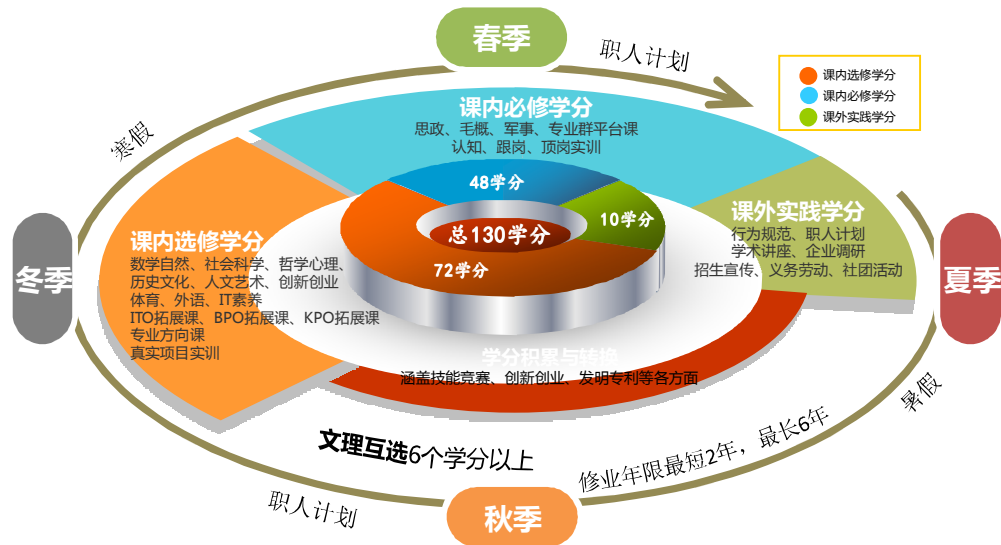 春季
职人计划
课内选修学分
课内必修学分
课外实践学分
寒假
课内必修学分
思政、毛概、军事、专业群平台课
认知、跟岗、顶岗实训
48学分
10学分
总130学分
72学分
课外实践学分
行为规范、职人计划
学术讲座、企业调研
招生宣传、义务劳动、社团活动
课内选修学分
数学自然、社会科学、哲学心理、
历史文化、人文艺术、创新创业
体育、外语、IT素养
ITO拓展课、BPO拓展课、KPO拓展课
专业方向课
真实项目实训
冬季
夏季
学分积累与转换
涵盖技能竞赛、创新创业、发明专利等各方面
暑假
文理互选6个学分以上
修业年限最短2年，最长6年
职人计划
秋季